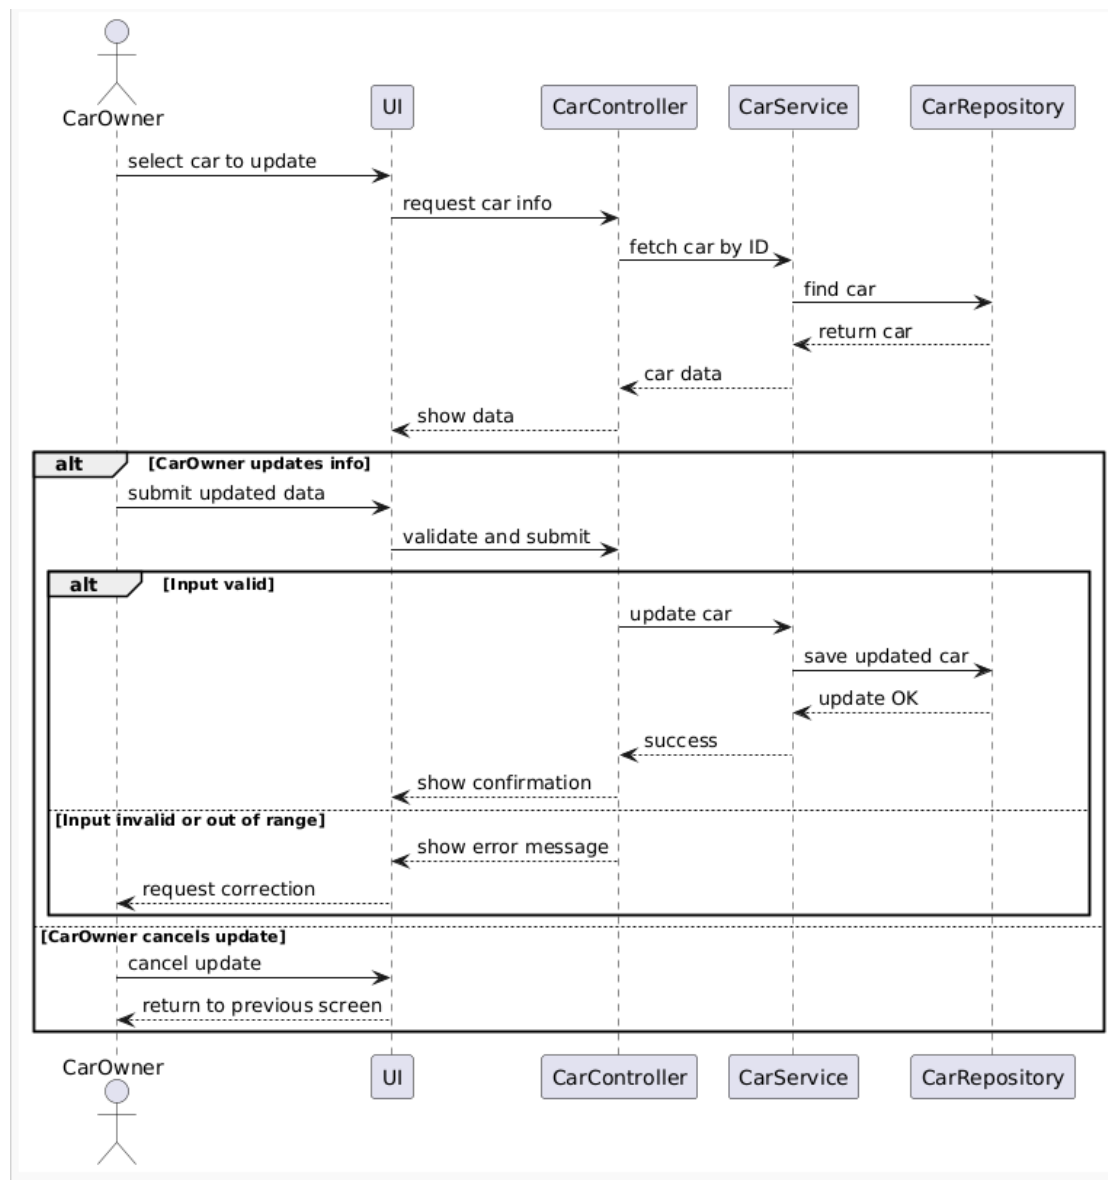 CarOwner
UI
CarController
CarService
CarRepository
select car to update
request car info
fetch car by ID
find car
return car
car data
show data
alt [CarOwner updates info]
submit updated data
validate and submit
alt [Input valid]
update car
save updated car
update OK
success
show confirmation
[Input invalid or out of range]
show error message
request correction
[CarOwner cancels update]
cancel update
return to previous screen
CarOwner
UI
CarController
CarService
CarRepository